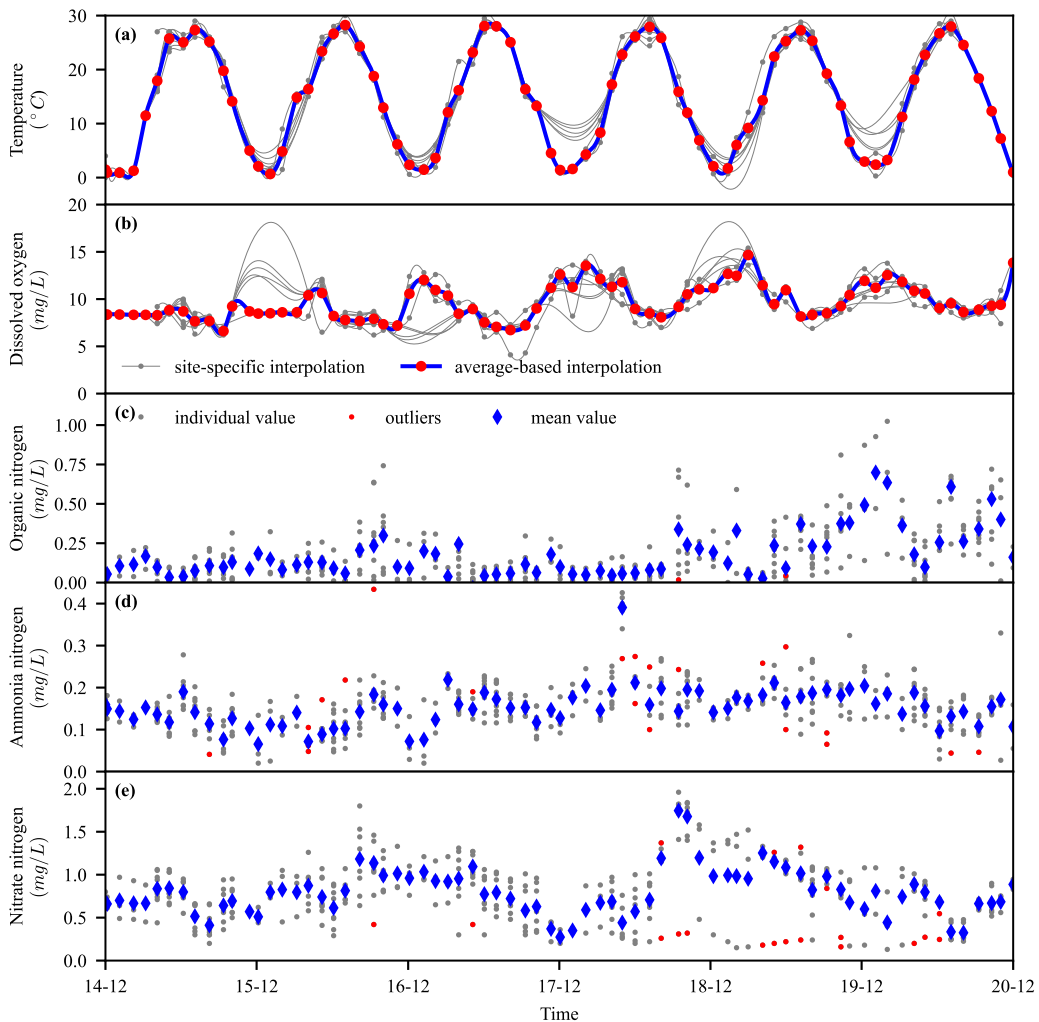 (a)
30
20
10
0
Temperature
(°C)
(b)
20
15
10
5
0
Dissolved oxygen
(mg/L)
site-specific interpolation
average-based interpolation
(c)
individual value
outliers
mean value
1.00
0.75
0.50
0.25
0.00
Organic nitrogen
(mg/L)
(d)
0.4
0.3
0.2
0.1
0.0
Ammonia nitrogen
(mg/L)
(e)
2.0
1.5
1.0
0.5
0.0
Nitrate nitrogen
(mg/L)
14-12 15-12 16-12 17-12 18-12 19-12 20-12
Time